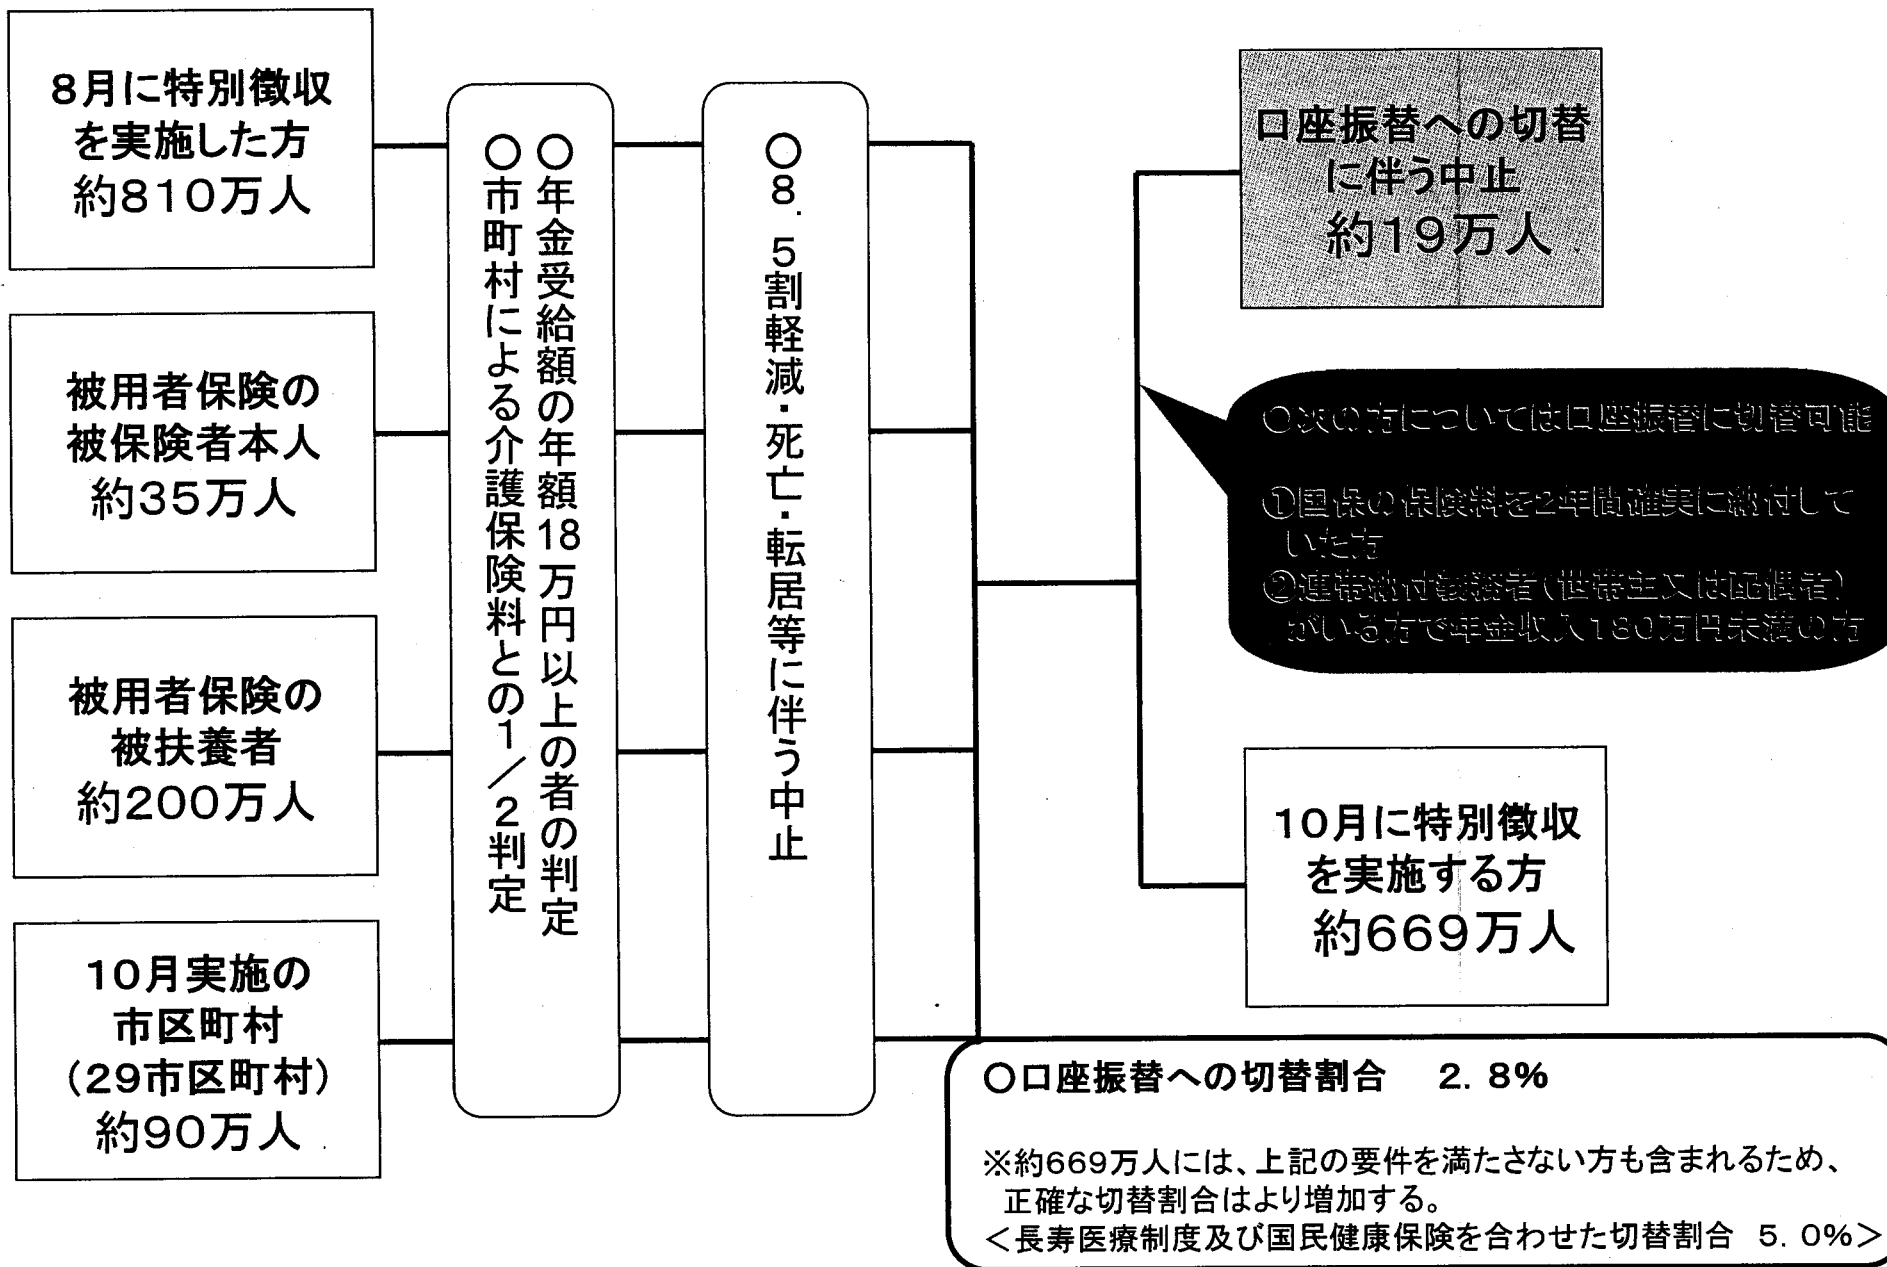 8月に特別徴収
を実施した方
約810万人
被用者保険の
被保険者本人
約35万人
被用者保険の
被扶養者
約200万人
10月実施の
市区町村
(29市区町村)
約90万人
○年金受給額の年額18万円以上の者の判定
○市町村による介護保険料との1/2判定
○8.5割軽減・死亡・転居等に伴う中止
口座振替への切替
に伴う中止
約19万人
○次の方については口座振替に切替可能
①国保の保険料を2年間確実に納付して
いた方
②連帯納付義務者(世帯主又は配偶者)
がいる方で年金収入180万円未満の方
10月に特別徴収
を実施する方
約669万人
○口座振替への切替割合 2.8%
※約669万人には、上記の要件を満たさない方も含まれるため、
正確な切替割合はより増加する。
<長寿医療制度及び国民健康保険を合わせた切替割合 5.0%>